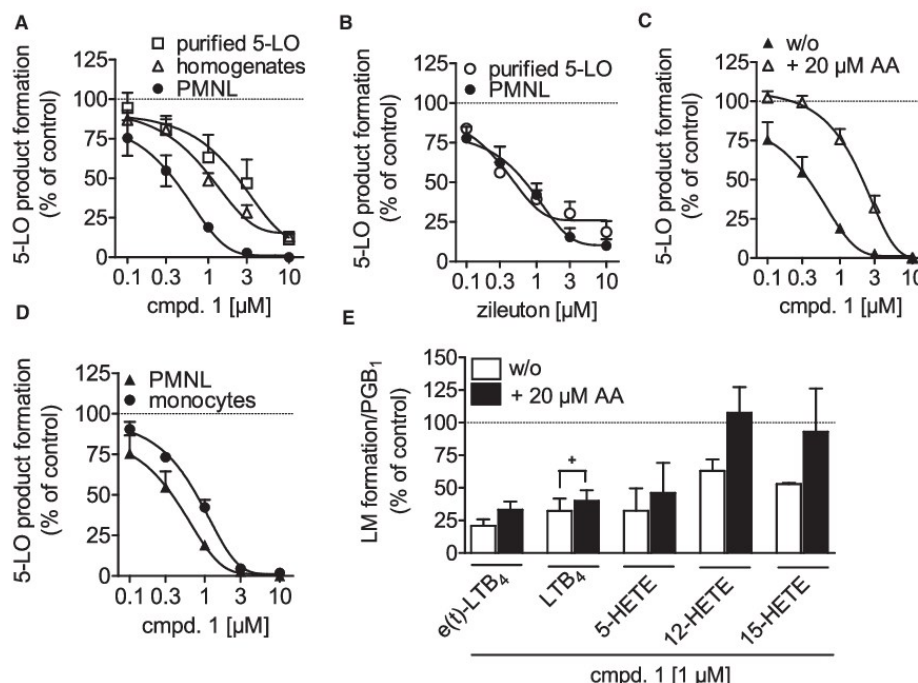 A
5-LO product formation
(% of control)
125
100
75
50
25
0
purified 5-LO
homogenates
PMNL
0.1 0.3 1 3 10
cmpd. 1 [µM]
B
5-LO product formation
(% of control)
125
100
75
50
25
0
purified 5-LO
PMNL
0.1 0.3 1 3 10
zileuton [µM]
C
5-LO product formation
(% of control)
125
100
75
50
25
0
w/o
+ 20 µM AA
0.1 0.3 1 3 10
cmpd. 1 [µM]
D
5-LO product formation
(% of control)
125
100
75
50
25
0
PMNL
monocytes
0.1 0.3 1 3 10
cmpd. 1 [µM]
E
LM formation/PGB₁
(% of control)
150
125
100
75
50
25
0
w/o
+ 20 µM AA
+
e(t)-LTB₄
LTB₄
5-HETE
12-HETE
15-HETE
cmpd. 1 [1 µM]